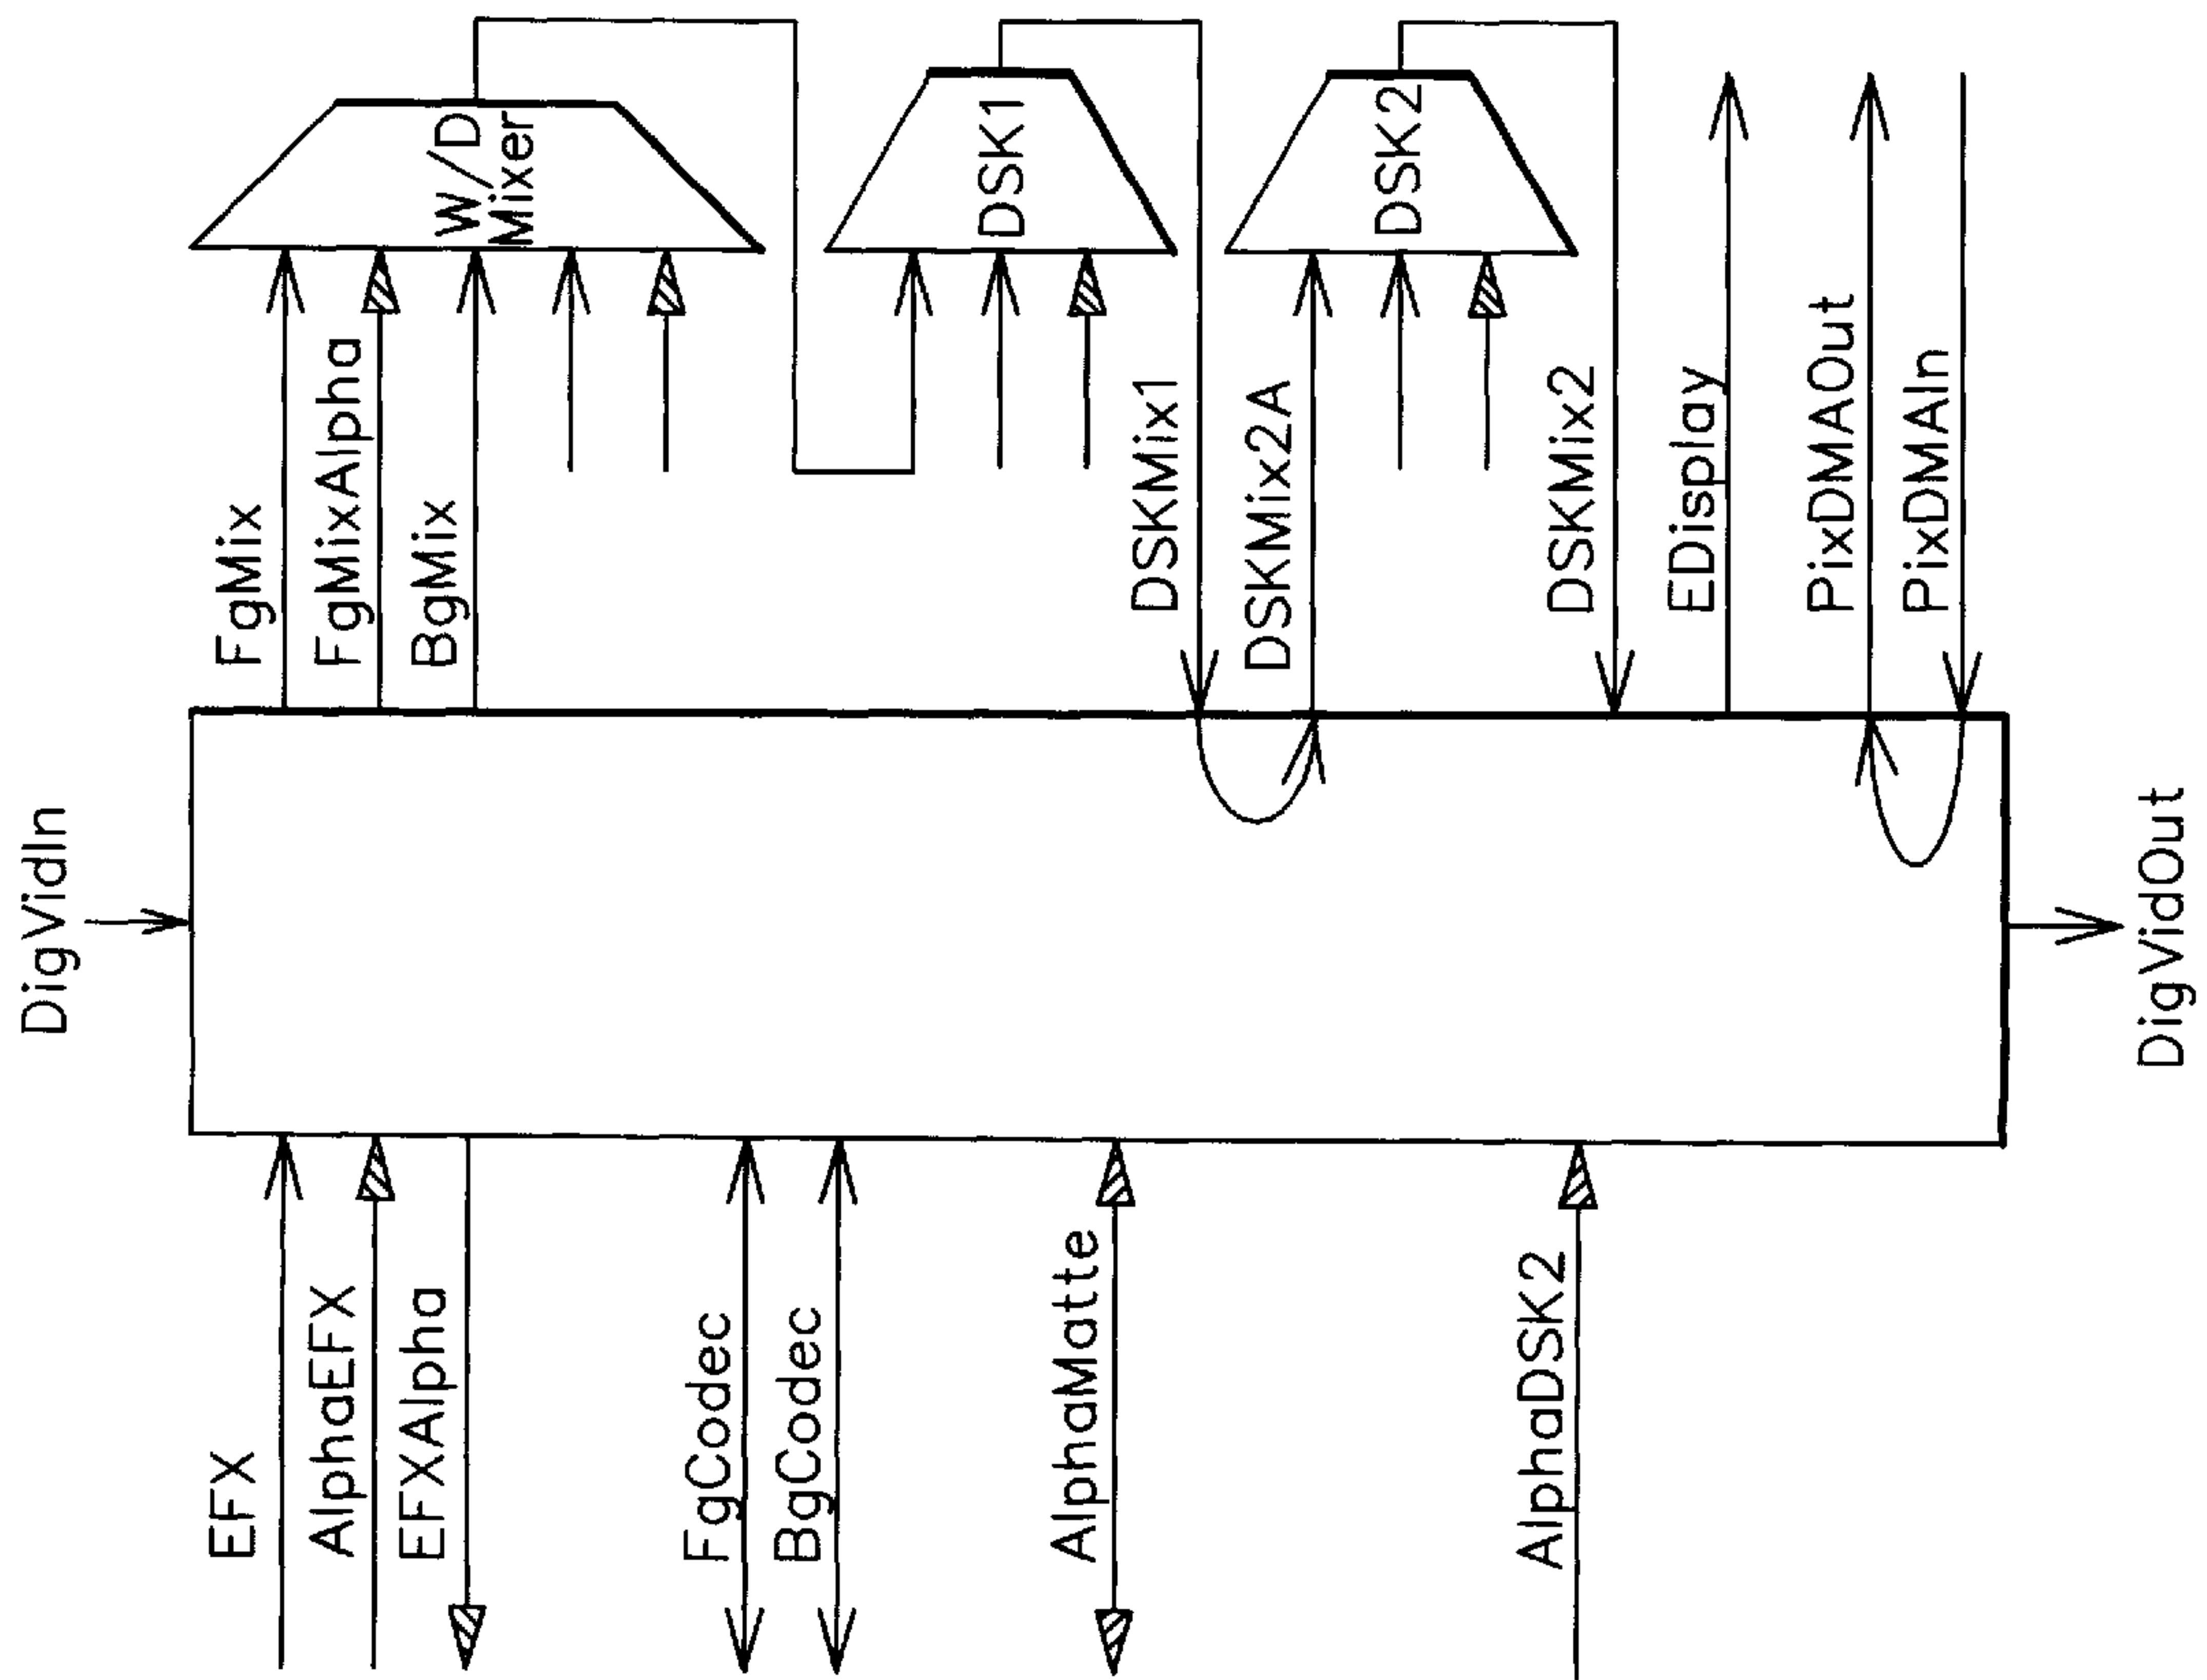 DigVidIn
EFX
AlphaEFX
EFXAlpha
FgCodec
BgCodec
AlphaMatte
AlphaDSK2
FgMix
FgMixAlpha
BgMix
W/D
Mixer
DSK1
DSKMix1
DSKMix2A
DSK2
DSKMix2
EDisplay
PixDMAOut
PixDMAIn
DigVidOut